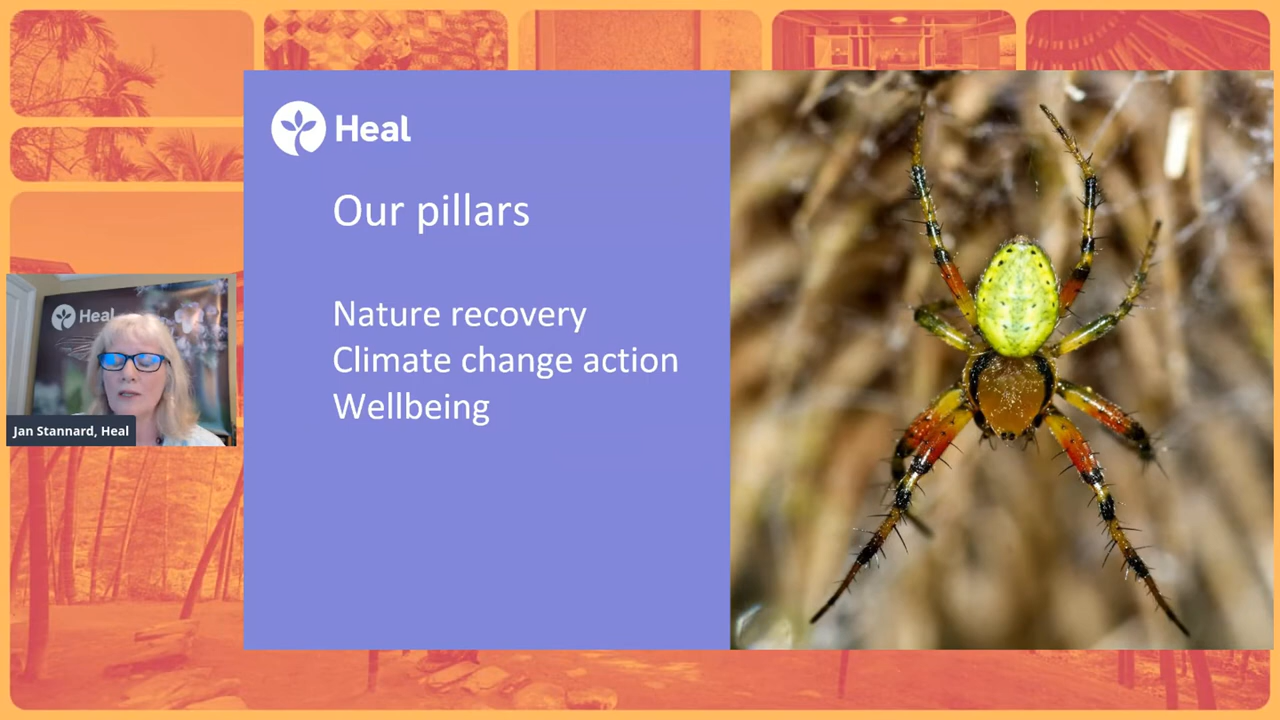 Heal
Our pillars
Nature recovery
Climate change action
Wellbeing
Heal
Jan Stannard, Heal